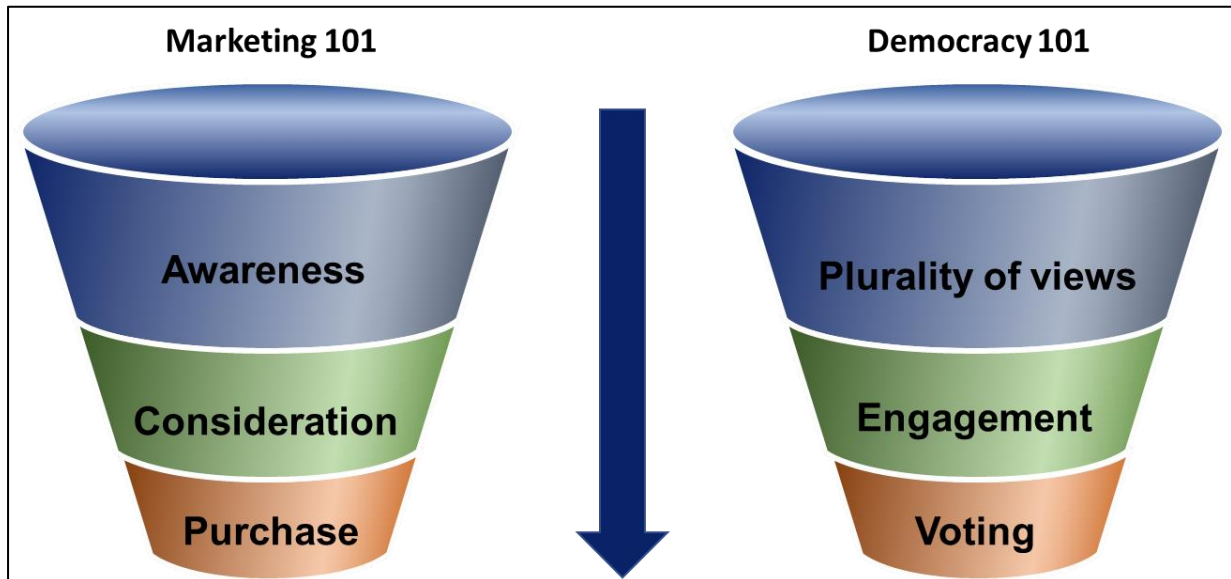 Marketing 101
Democracy 101
Awareness
Consideration
Purchase
Plurality of views
Engagement
Voting